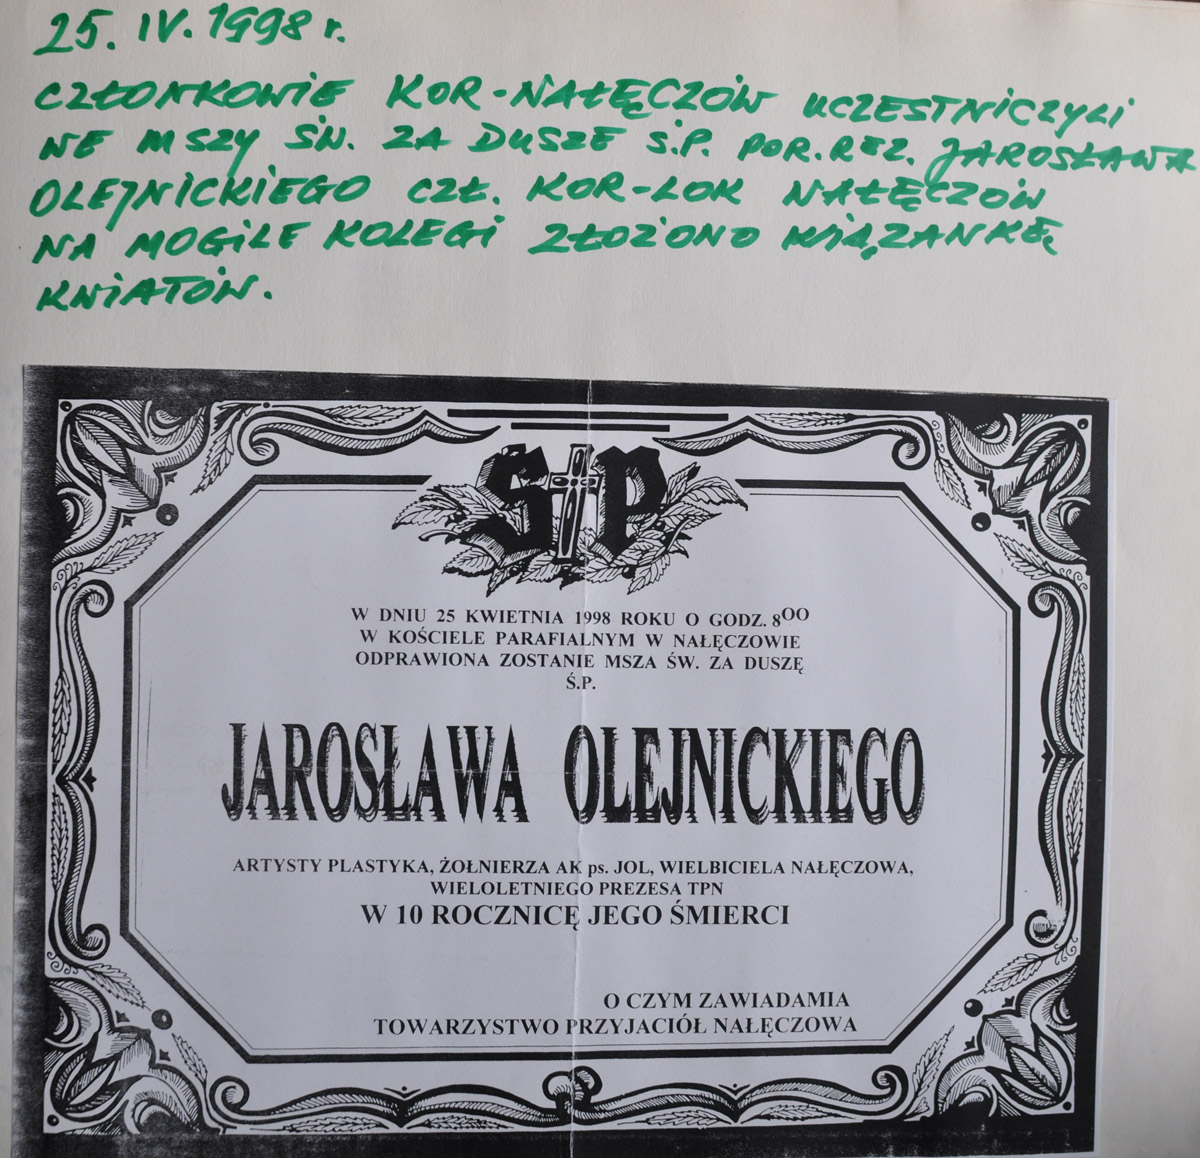 25. IV. 1998 r.
CZŁONKOWIE KOR-NAŁĘCZÓW UCZESTNICZYLI
WE MSZY ŚW. ZA DUSZE Ś.P. POR. REZ. JAROSŁAWA
OLEJNICKIEGO CZŁ. KOR-LOK NAŁĘCZÓW
NA MOGILE KOLEGI ZŁOŻONO WIĄZANKĘ
KWIATÓW.
Ś P
W DNIU 25 KWIETNIA 1998 ROKU O GODZ. 8OO
W KOŚCIELE PARAFIALNYM W NAŁĘCZOWIE
ODPRAWIONA ZOSTANIE MSZA ŚW. ZA DUSZĘ
Ś.P.
JAROSŁAWA OLEJNICKIEGO
ARTYSTY PLASTYKA, ŻOŁNIERZA AK ps. JOL, WIELBICIELA NAŁĘCZOWA,
WIELOLETNIEGO PREZESA TPN
W 10 ROCZNICĘ JEGO ŚMIERCI
O CZYM ZAWIADAMIA
TOWARZYSTWO PRZYJACIÓŁ NAŁĘCZOWA